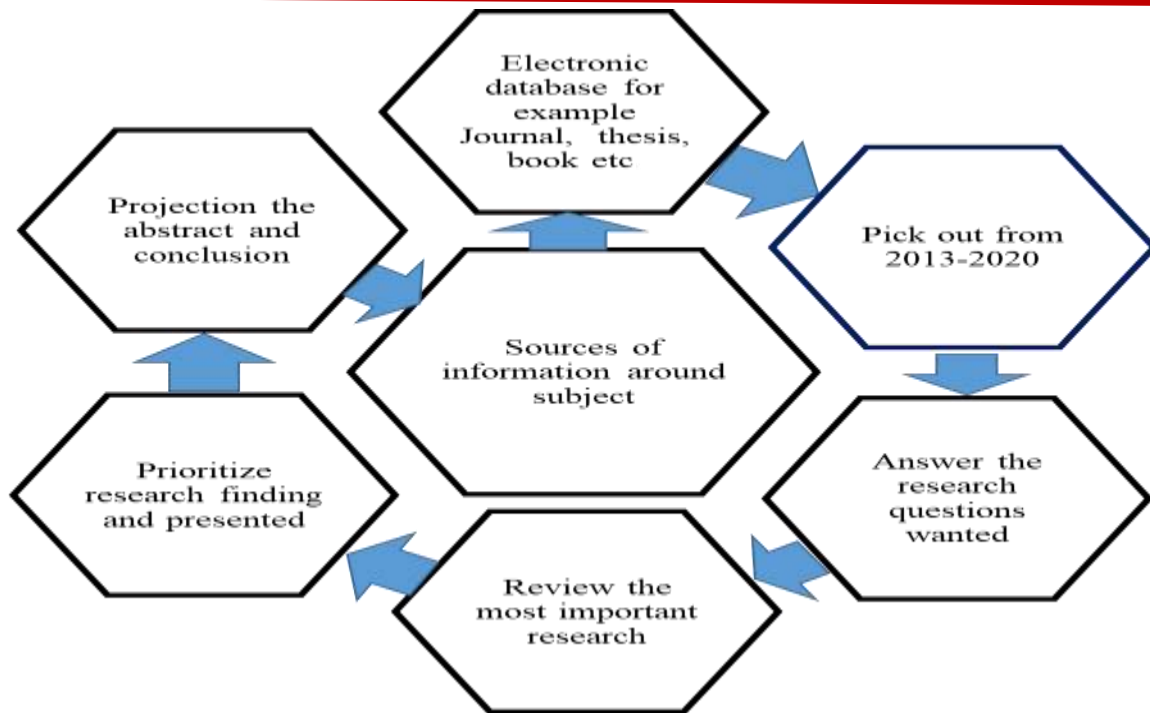 Electronic
database for
example
Journal, thesis,
book etc
Pick out from
2013-2020
Answer the
research
questions
wanted
Review the
most important
research
Prioritize
research finding
and presented
Projection the
abstract and
conclusion
Sources of
information around
subject